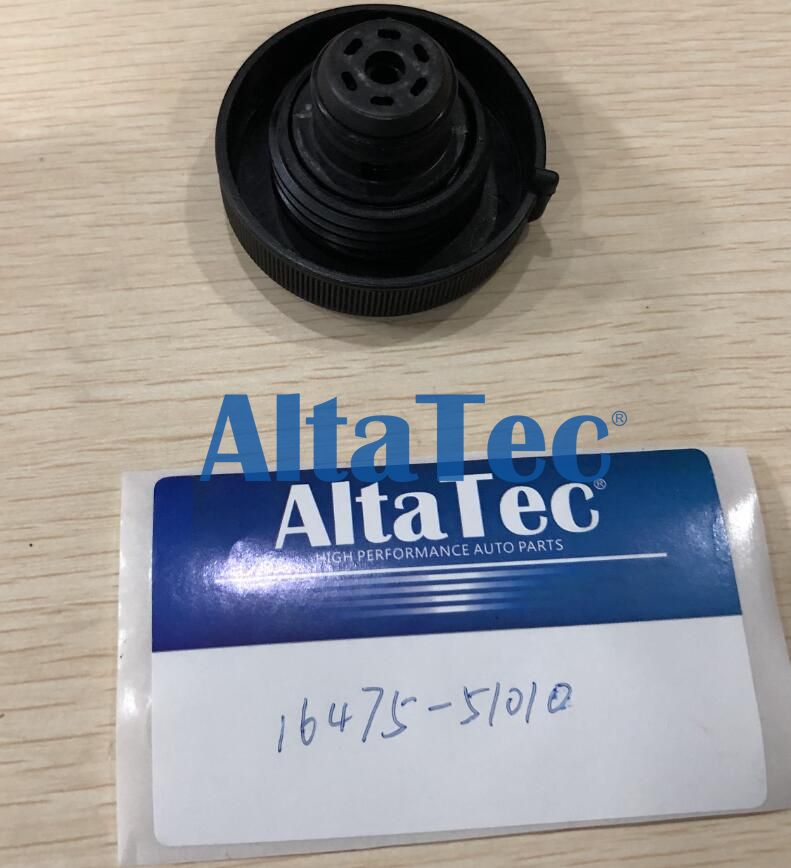 AltaTec®
AltaTec®
HIGH PERFORMANCE AUTO PARTS
16475-51010